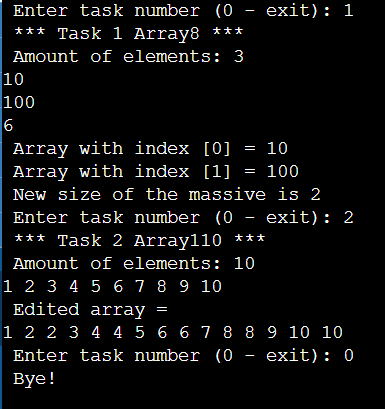 Enter task number (0 - exit): 1
*** Task 1 Array8 ***
Amount of elements: 3
10
100
6
Array with index [0] = 10
Array with index [1] = 100
New size of the massive is 2
Enter task number (0 - exit): 2
*** Task 2 Array110 ***
Amount of elements: 10
1 2 3 4 5 6 7 8 9 10
Edited array =
1 2 2 3 4 4 5 6 6 7 8 8 9 10 10
Enter task number (0 - exit): 0
Bye!